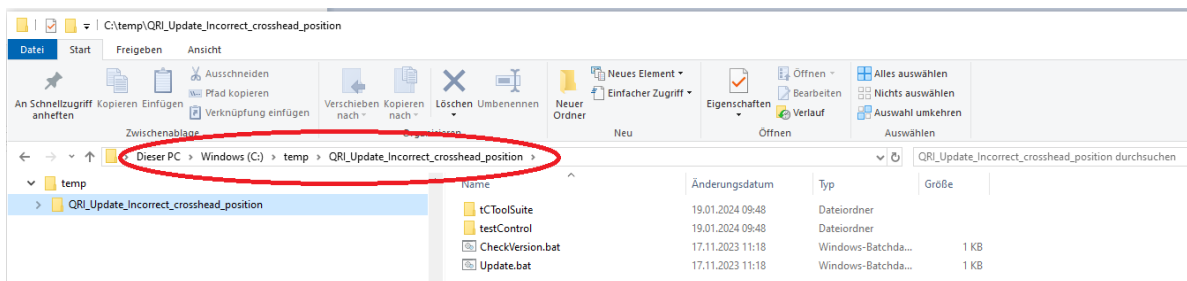 C:\temp\QRI_Update_Incorrect_crosshead_position
Datei Start Freigeben Ansicht
An Schnellzugriff anheften
Kopieren
Einfügen
Ausschneiden
Pfad kopieren
Verknüpfung einfügen
Zwischenablage
Verschieben nach
Kopieren nach
Löschen
Umbenennen
Organisieren
Neuer Ordner
Neues Element
Einfacher Zugriff
Neu
Eigenschaften
Öffnen
Bearbeiten
Verlauf
Öffnen
Alles auswählen
Nichts auswählen
Auswahl umkehren
Auswählen
Dieser PC > Windows (C:) > temp > QRI_Update_Incorrect_crosshead_position >
QRI_Update_Incorrect_crosshead_position durchsuchen
temp
QRI_Update_Incorrect_crosshead_position
Name Änderungsdatum Typ Größe
tCToolSuite 19.01.2024 09:48 Dateiordner
testControl 19.01.2024 09:48 Dateiordner
CheckVersion.bat 17.11.2023 11:18 Windows-Batchda... 1 KB
Update.bat 17.11.2023 11:18 Windows-Batchda... 1 KB